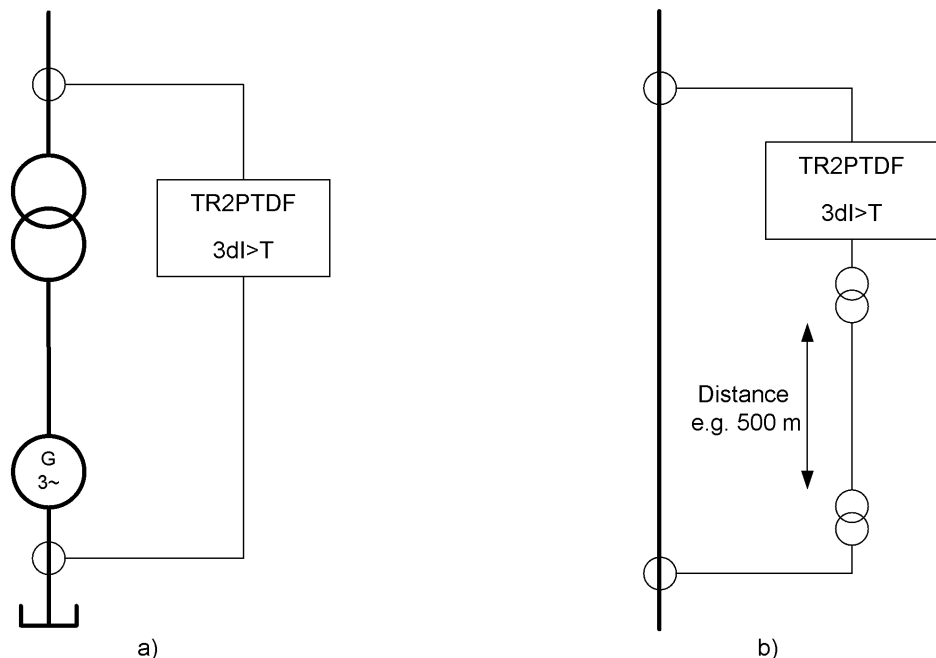 TR2PTDF
3dI>T
G
3~
a)
TR2PTDF
3dI>T
Distance
e.g. 500 m
b)